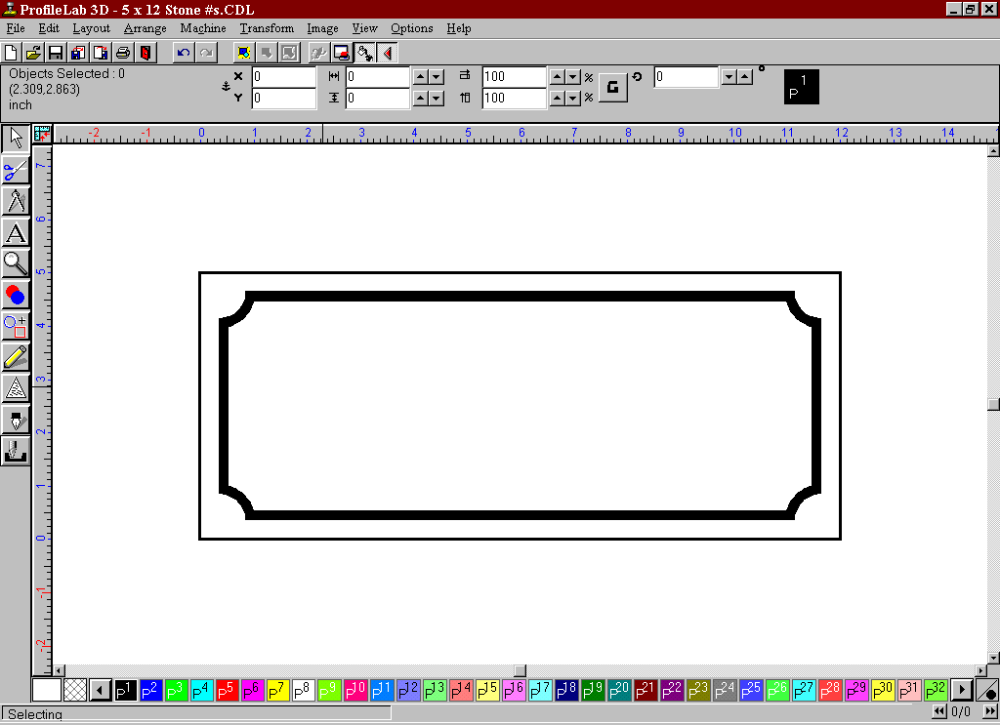 ProfileLab 3D - 5 x 12 Stone #s.CDL
File Edit Layout Arrange Machine Transform Image View Options Help
Objects Selected : 0
(2.309,2.863)
inch
X 0 0 100 % G 0
Y 0 0 100 %
P 1
-2 -1 0 1 2 3 4 5 6 7 8 9 10 11 12 13 14 15
A
7
6
5
4
3
2
1
0
-1
-2
P1 P2 P3 P4 P5 P6 P7 P8 P9 P10 P11 P12 P13 P14 P15 P16 P17 P18 P19 P20 P21 P22 P23 P24 P25 P26 P27 P28 P29 P30 P31 P32
Selecting 0/0